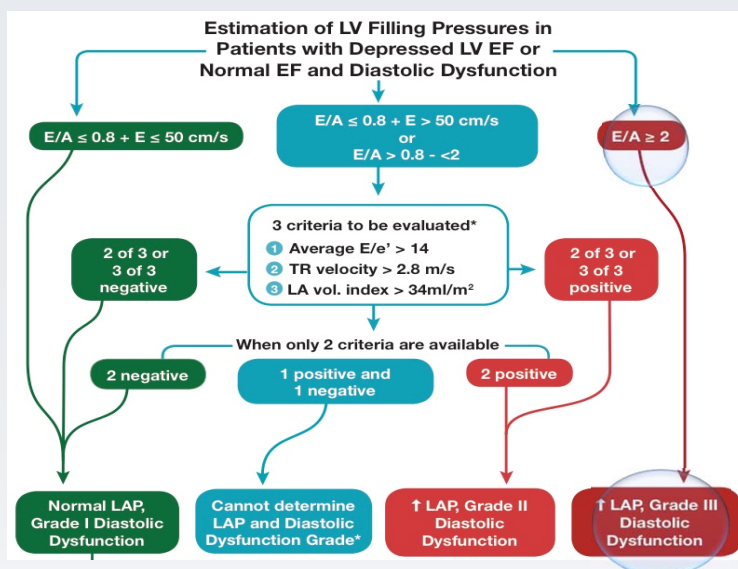 Estimation of LV Filling Pressures in
Patients with Depressed LV EF or
Normal EF and Diastolic Dysfunction
E/A ≤ 0.8 + E ≤ 50 cm/s
E/A ≤ 0.8 + E > 50 cm/s
or
E/A > 0.8 - <2
E/A ≥ 2
3 criteria to be evaluated*
1 Average E/e’ > 14
2 TR velocity > 2.8 m/s
3 LA vol. index > 34ml/m²
2 of 3 or
3 of 3
negative
2 of 3 or
3 of 3
positive
When only 2 criteria are available
2 negative
1 positive and
1 negative
2 positive
Normal LAP,
Grade I Diastolic
Dysfunction
Cannot determine
LAP and Diastolic
Dysfunction Grade*
↑ LAP, Grade II
Diastolic
Dysfunction
↑ LAP, Grade III
Diastolic
Dysfunction